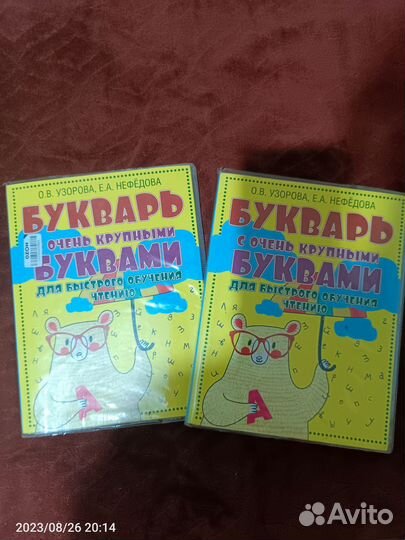 О.В. УЗОРОВА, Е.А. НЕФЁДОВА
БУКВАРЬ
ОЧЕНЬ КРУПНЫМИ
БУКВАМИ
ДЛЯ БЫСТРОГО ОБУЧЕНИЯ
ЧТЕНИЮ
А
О.В. УЗОРОВА, Е.А. НЕФЁДОВА
БУКВАРЬ
С ОЧЕНЬ КРУПНЫМИ
БУКВАМИ
ДЛЯ БЫСТРОГО ОБУЧЕНИЯ
ЧТЕНИЮ
А
2023/08/26 20:14
Avito